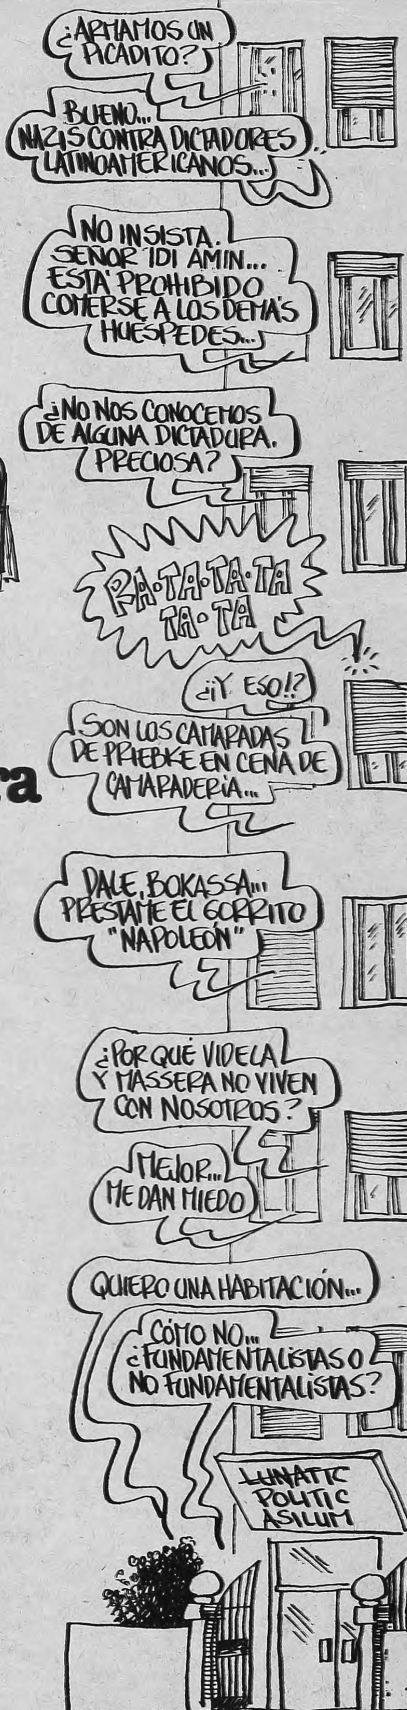 ¿ARMAMOS UN
PICADITO?
BUENO...
NAZIS CONTRA DICTADORES
LATINOAMERICANOS...
NO INSISTA.
SEÑOR IDI AMIN...
ESTÁ PROHIBIDO
COMERSE A LOS DEMÁS
HUESPEDES...
¿NO NOS CONOCEMOS
DE ALGUNA DICTADURA.
PRECIOSA?
RA•TA•TA•TA
TA•TA
¿¡Y ESO!?
SON LOS CAMARADAS
DE PRIEBKE EN CENA DE
CAMARADERÍA...
ra
DALE, BOKASSA...
PRESTAME EL GORRITO
"NAPOLEÓN"
¿POR QUÉ VIDELA
Y MASSERA NO VIVEN
CON NOSOTROS?
MEJOR...
ME DAN MIEDO
QUIERO UNA HABITACIÓN...
CÓMO NO...
¿FUNDAMENTALISTAS O
NO FUNDAMENTALISTAS?
LUNATIC
POLITIC
ASILUM